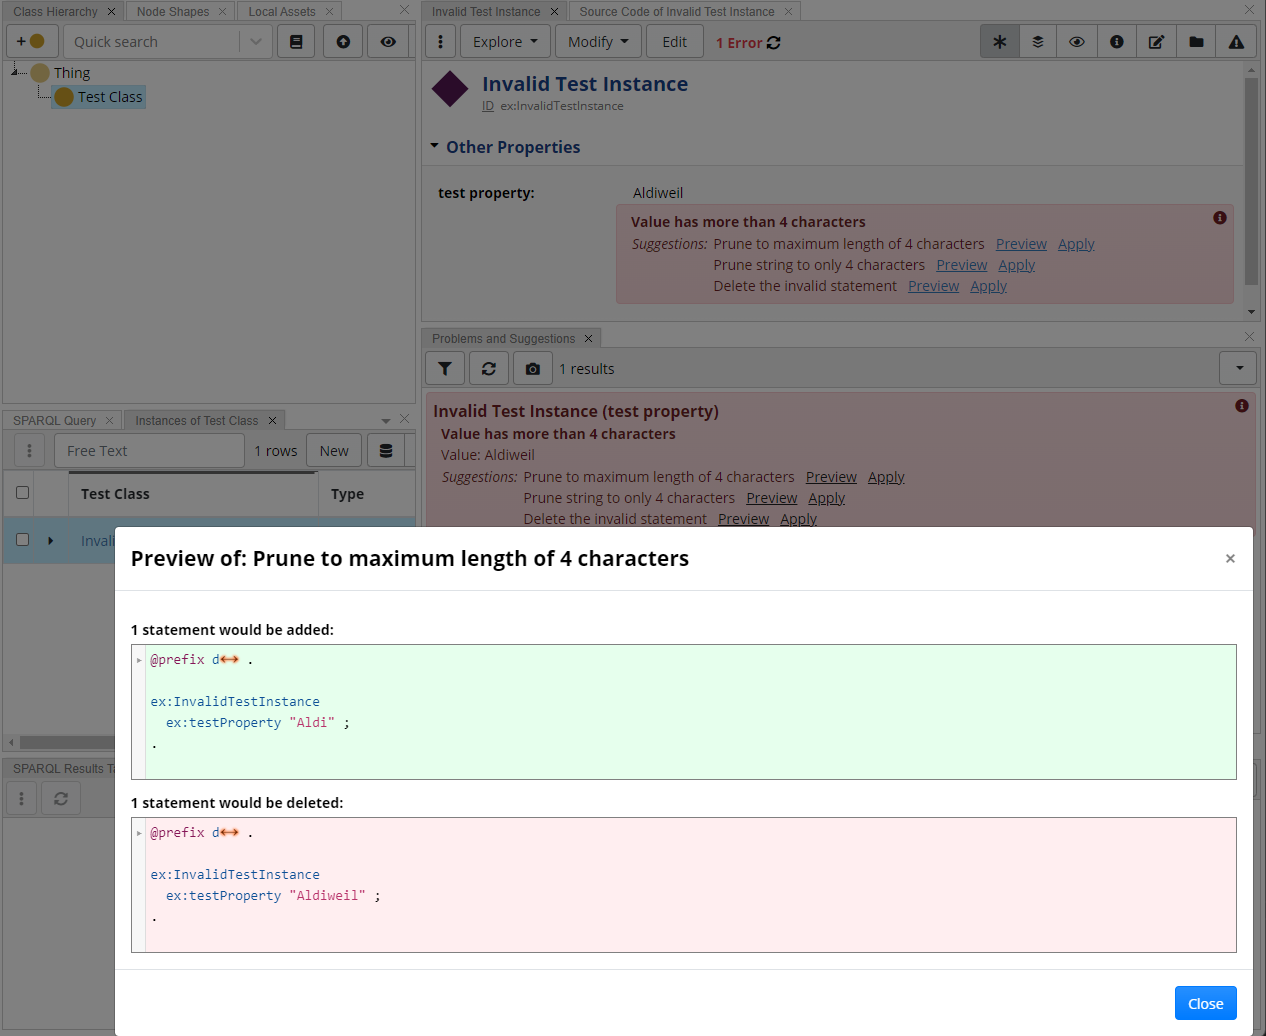 Class Hierarchy
Node Shapes
Local Assets
Quick search
Thing
Test Class
Invalid Test Instance
Source Code of Invalid Test Instance
Explore
Modify
Edit
1 Error
Invalid Test Instance
ID ex:InvalidTestInstance
Other Properties
test property:
Aldiweil
Value has more than 4 characters
Suggestions: Prune to maximum length of 4 characters Preview Apply
Prune string to only 4 characters Preview Apply
Delete the invalid statement Preview Apply
Problems and Suggestions
1 results
Invalid Test Instance (test property)
Value has more than 4 characters
Value: Aldiweil
Suggestions: Prune to maximum length of 4 characters Preview Apply
Prune string to only 4 characters Preview Apply
Delete the invalid statement Preview Apply
SPARQL Query
Instances of Test Class
Free Text
1 rows
New
Test Class
Type
Invali
SPARQL Results Ta
Preview of: Prune to maximum length of 4 characters
1 statement would be added:
@prefix d↔ .
ex:InvalidTestInstance
ex:testProperty "Aldi" ;
.
1 statement would be deleted:
@prefix d↔ .
ex:InvalidTestInstance
ex:testProperty "Aldiweil" ;
.
Close